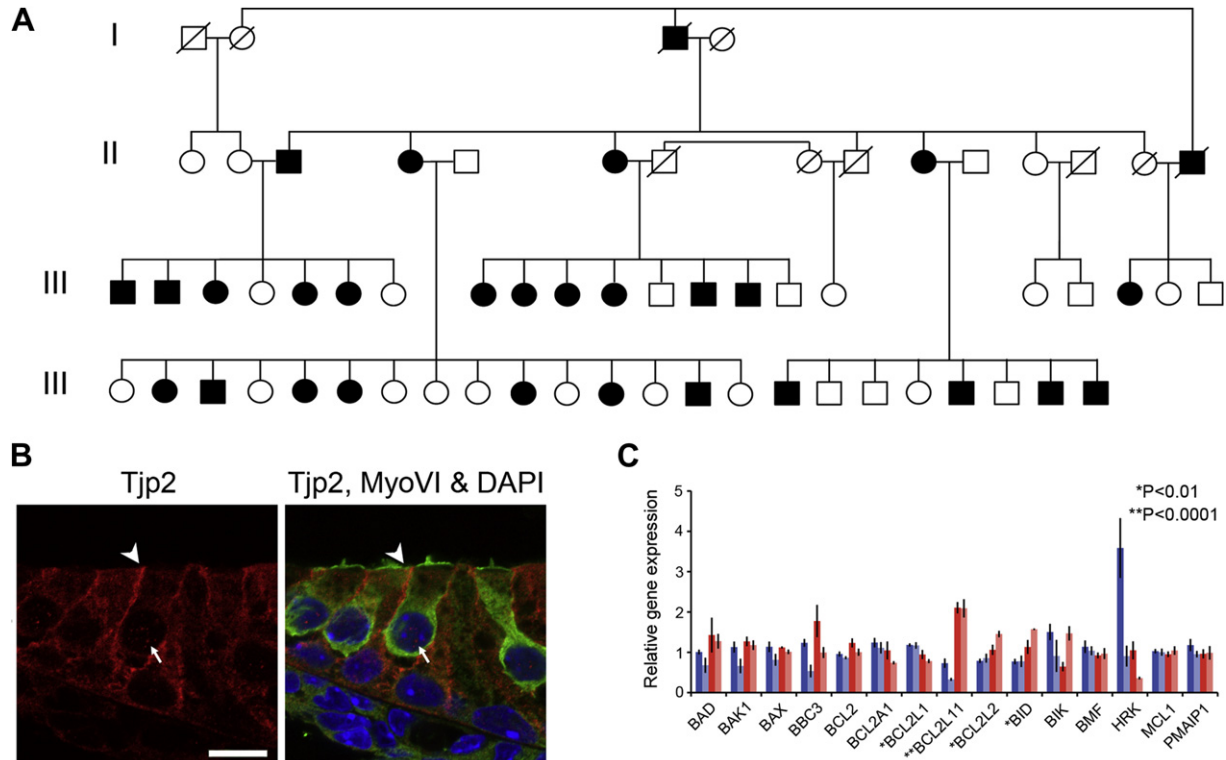 A
I
II
III
III
B
Tjp2
Tjp2, MyoVI & DAPI
C
*P<0.01
**P<0.0001
Relative gene expression
5
4
3
2
1
0
BAD
BAK1
BAX
BBC3
BCL2
BCL2A1
*BCL2L1
**BCL2L11
*BCL2L2
*BID
BIK
BMF
HRK
MCL1
PMAIP1